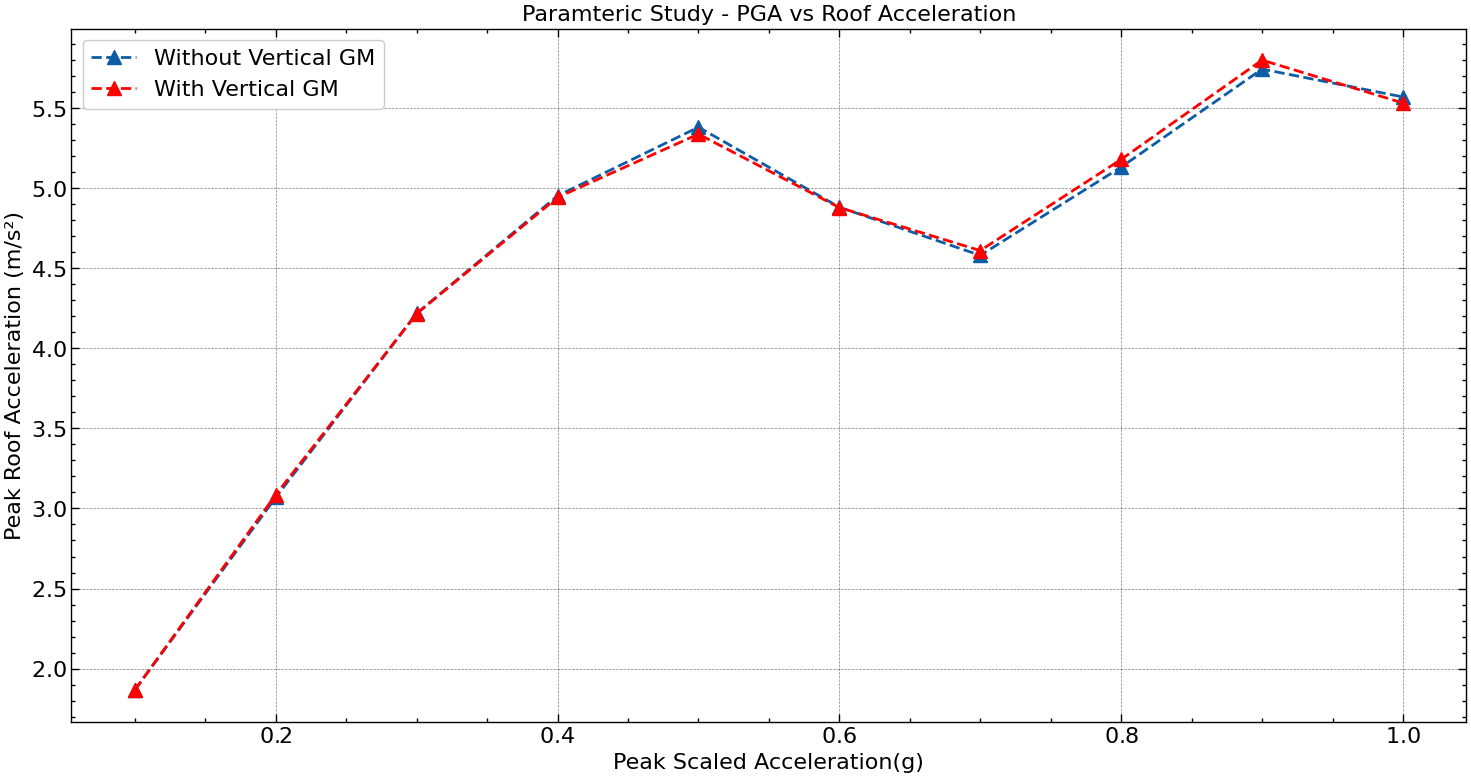 Paramteric Study - PGA vs Roof Acceleration
Without Vertical GM
With Vertical GM
Peak Roof Acceleration (m/s²)
5.5
5.0
4.5
4.0
3.5
3.0
2.5
2.0
0.2 0.4 0.6 0.8 1.0
Peak Scaled Acceleration(g)